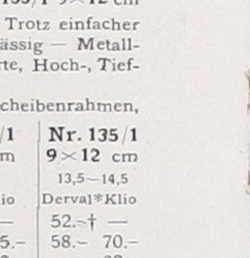 Trotz einfacher
ässig — Metall-
rte, Hoch-, Tief-
cheibenrahmen,
/1 Nr. 135/1
m 9×12 cm
13,5—14,5
io Derval*Klio
— 52.-† —
5.– 58.– 70.–